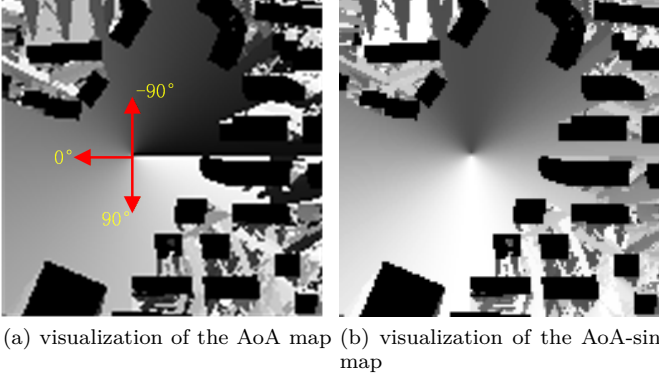 -90°
0°
90°
(a) visualization of the AoA map
(b) visualization of the AoA-sin
map